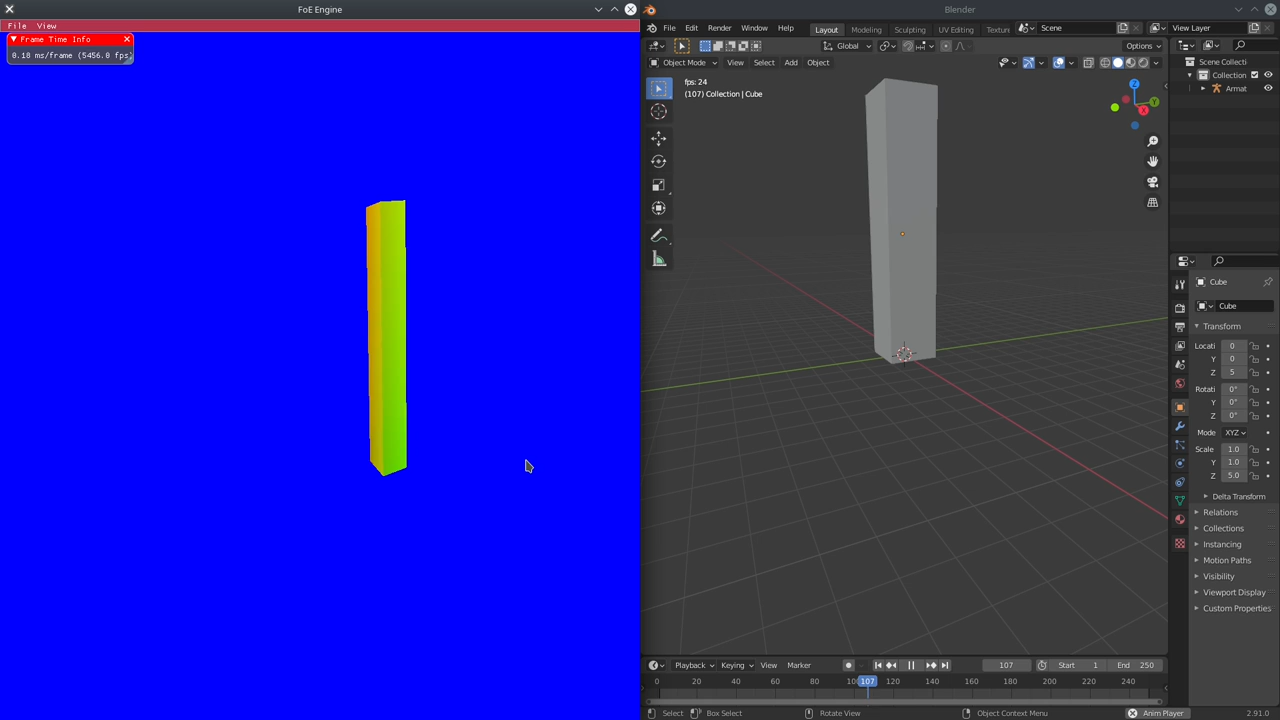 FoE Engine
File View
Frame Time Info
0.18 ms/frame (5456.0 fps)
Blender
File Edit Render Window Help Layout Modeling Sculpting UV Editing Textur Scene View Layer
Global Options
Object Mode View Select Add Object
fps: 24
(107) Collection | Cube
Z
Y
X
Scene Collecti
Collection
Armat
Cube
Cube
Transform
Locati 0
Y 0
Z 5
Rotati 0°
Y 0°
Z 0°
Mode XYZ
Scale 1.0
Y 1.0
Z 5.0
Delta Transform
Relations
Collections
Instancing
Motion Paths
Visibility
Viewport Display
Custom Properties
Playback Keying View Marker 107 Start 1 End 250
0 20 40 60 80 10 107 120 140 160 180 200 220 240
Select Box Select Rotate View Object Context Menu Anim Player 2.91.0